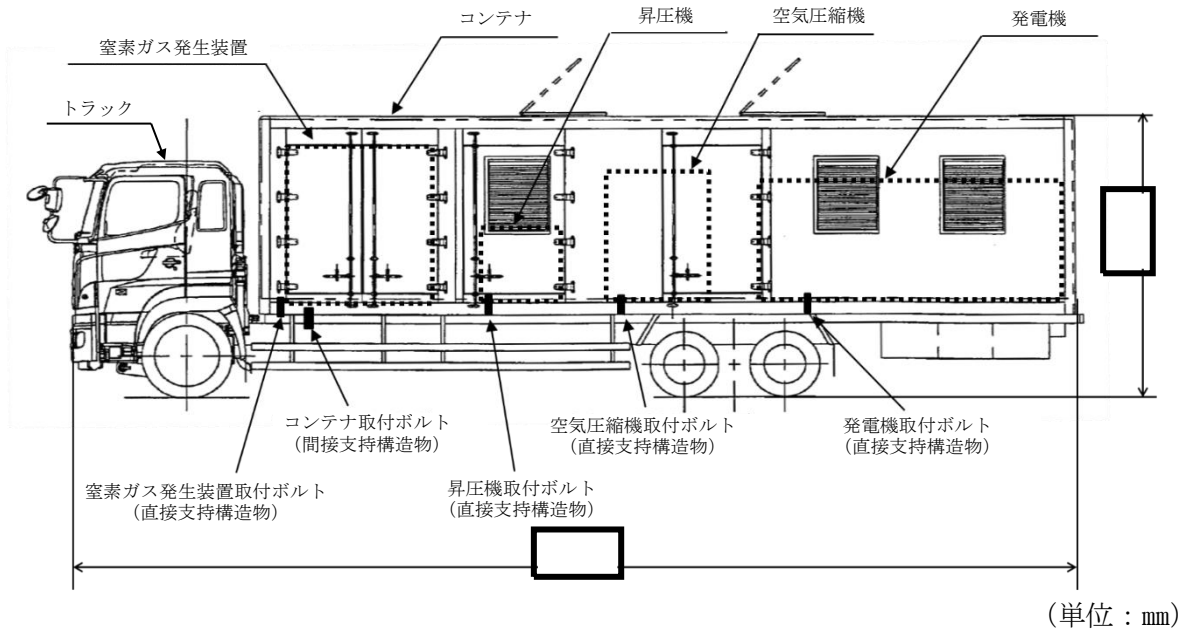 コンテナ
昇圧機
空気圧縮機
発電機
窒素ガス発生装置
トラック
コンテナ取付ボルト
(間接支持構造物)
空気圧縮機取付ボルト
(直接支持構造物)
発電機取付ボルト
(直接支持構造物)
窒素ガス発生装置取付ボルト
(直接支持構造物)
昇圧機取付ボルト
(直接支持構造物)
(単位:mm)